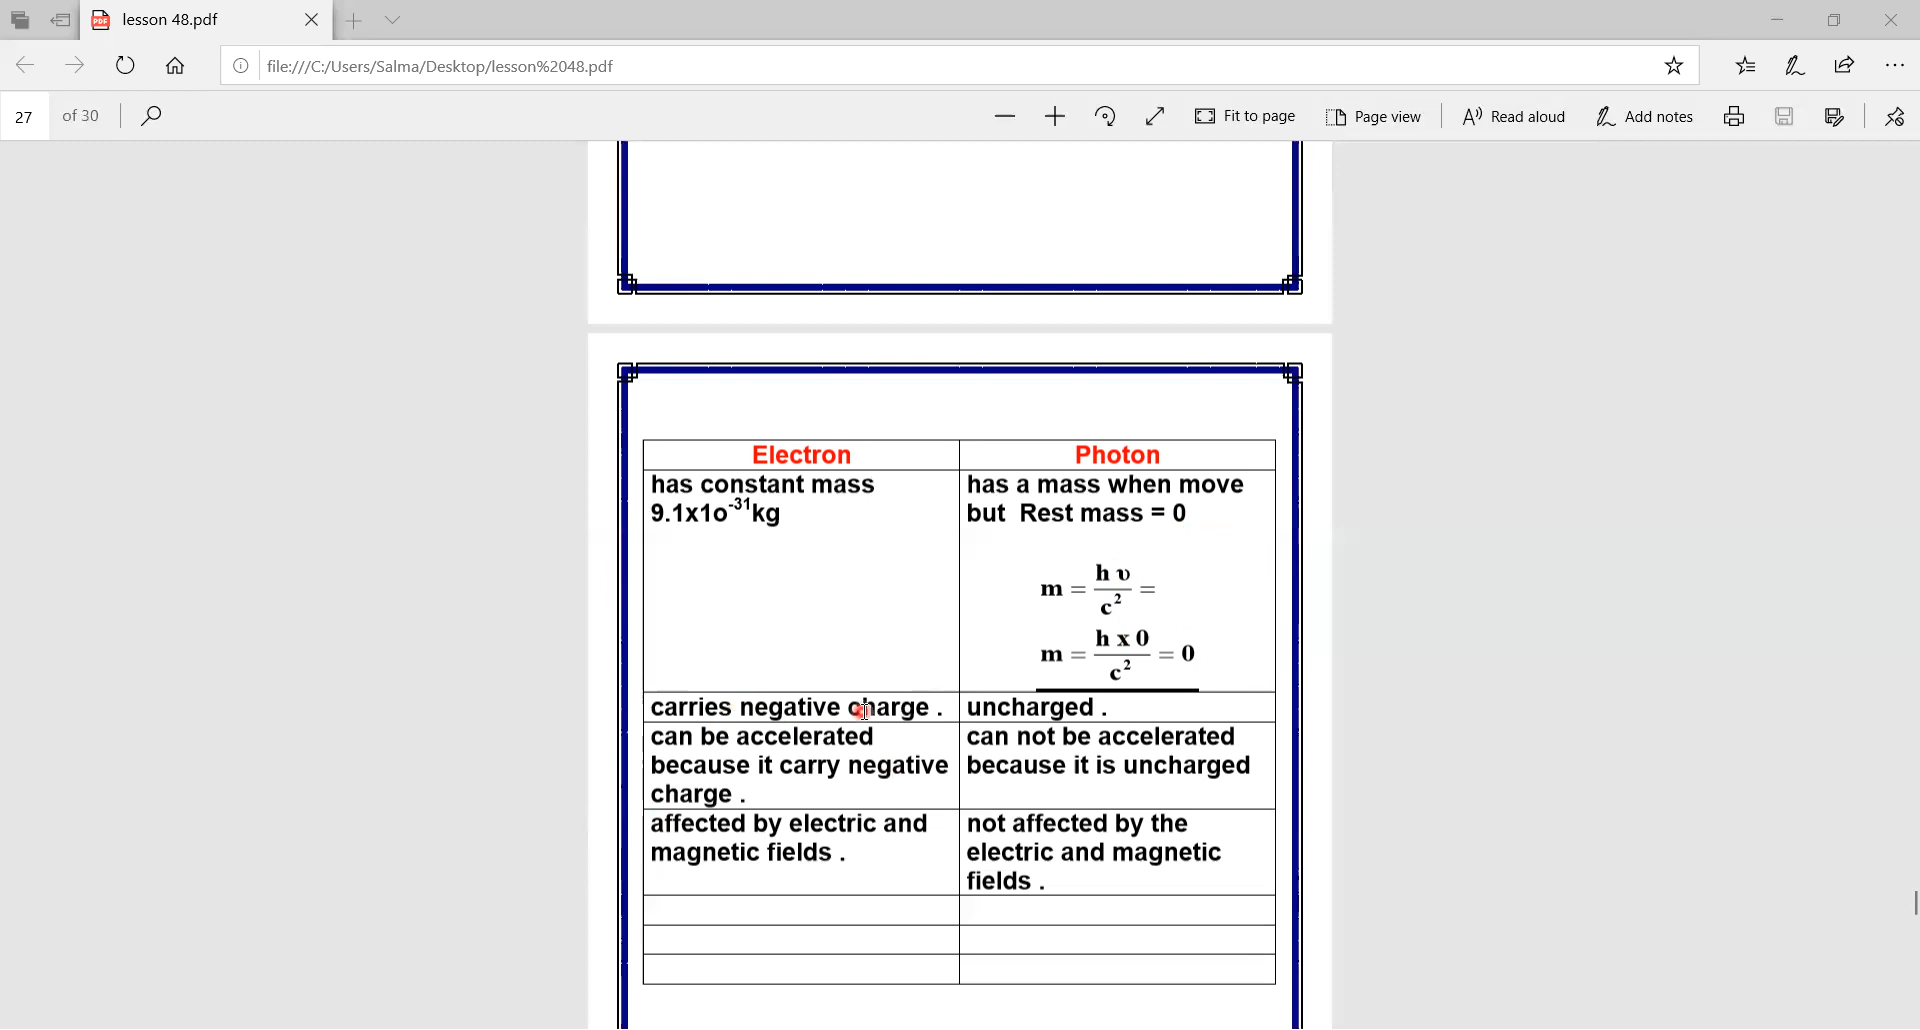 lesson 48.pdf
file:///C:/Users/Salma/Desktop/lesson%2048.pdf
27 of 30
Fit to page
Page view
Read aloud
Add notes
Electron
Photon
has constant mass
9.1x1o-31kg
has a mass when move
but Rest mass = 0
m = h υ / c2 =
m = h x 0 / c2 = 0
carries negative charge .
uncharged .
can be accelerated
because it carry negative
charge .
can not be accelerated
because it is uncharged
affected by electric and
magnetic fields .
not affected by the
electric and magnetic
fields .